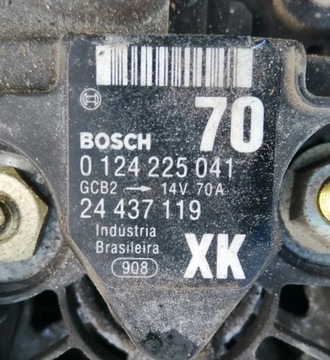 70
BOSCH
0 124 225 041
GCB2 → 14V 70A
24 437 119
Indústria
Brasileira
908
XK